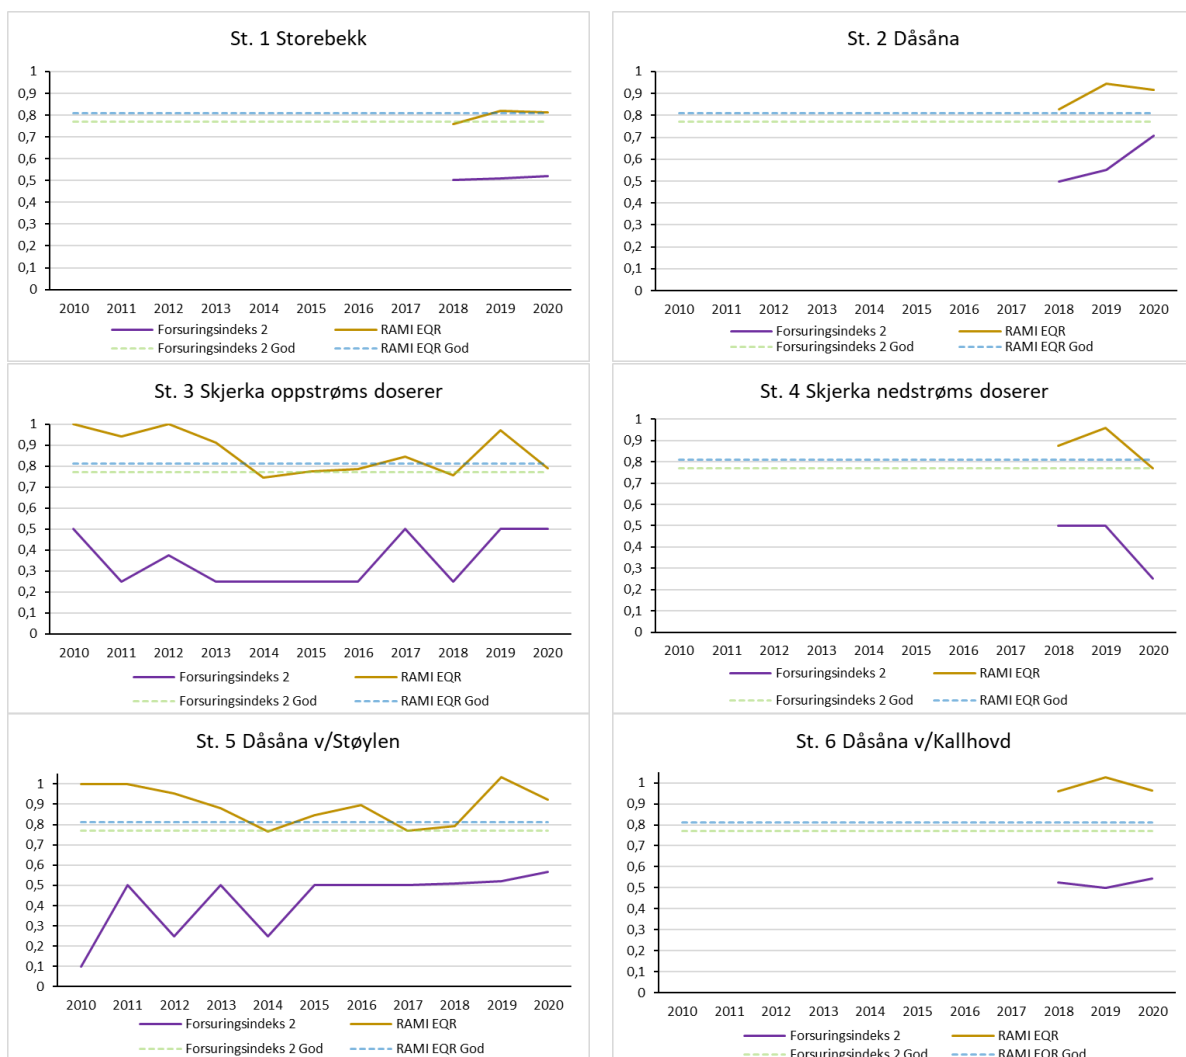 St. 1 Storebekk
1
0,9
0,8
0,7
0,6
0,5
0,4
0,3
0,2
0,1
0
2010 2011 2012 2013 2014 2015 2016 2017 2018 2019 2020
Forsuringsindeks 2 RAMI EQR
Forsuringsindeks 2 God RAMI EQR God
St. 2 Dåsåna
1
0,9
0,8
0,7
0,6
0,5
0,4
0,3
0,2
0,1
0
2010 2011 2012 2013 2014 2015 2016 2017 2018 2019 2020
Forsuringsindeks 2 RAMI EQR
Forsuringsindeks 2 God RAMI EQR God
St. 3 Skjerka oppstrøms doserer
1
0,9
0,8
0,7
0,6
0,5
0,4
0,3
0,2
0,1
0
2010 2011 2012 2013 2014 2015 2016 2017 2018 2019 2020
Forsuringsindeks 2 RAMI EQR
Forsuringsindeks 2 God RAMI EQR God
St. 4 Skjerka nedstrøms doserer
1
0,9
0,8
0,7
0,6
0,5
0,4
0,3
0,2
0,1
0
2010 2011 2012 2013 2014 2015 2016 2017 2018 2019 2020
Forsuringsindeks 2 RAMI EQR
Forsuringsindeks 2 God RAMI EQR God
St. 5 Dåsåna v/Støylen
1
0,9
0,8
0,7
0,6
0,5
0,4
0,3
0,2
0,1
0
2010 2011 2012 2013 2014 2015 2016 2017 2018 2019 2020
Forsuringsindeks 2 RAMI EQR
Forsuringsindeks 2 God RAMI EQR God
St. 6 Dåsåna v/Kallhovd
1
0,9
0,8
0,7
0,6
0,5
0,4
0,3
0,2
0,1
0
2010 2011 2012 2013 2014 2015 2016 2017 2018 2019 2020
Forsuringsindeks 2 RAMI EQR
Forsuringsindeks 2 God RAMI EQR God